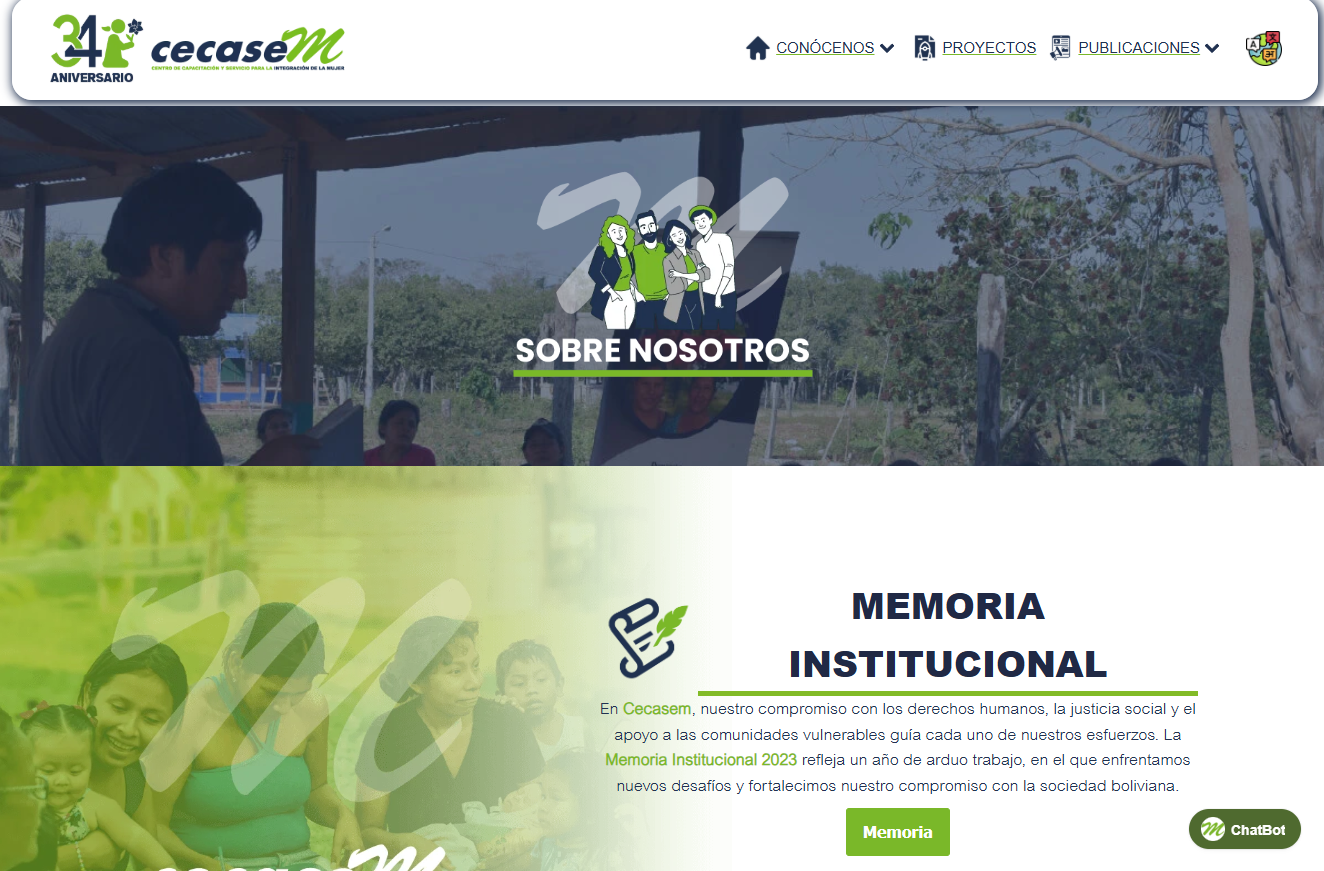 34
ANIVERSARIO
cecaseM
CENTRO DE CAPACITACIÓN Y SERVICIO PARA LA INTEGRACIÓN DE LA MUJER
CONÓCENOS
PROYECTOS
PUBLICACIONES
SOBRE NOSOTROS
MEMORIA
INSTITUCIONAL
En Cecasem, nuestro compromiso con los derechos humanos, la justicia social y el
apoyo a las comunidades vulnerables guía cada uno de nuestros esfuerzos. La
Memoria Institucional 2023 refleja un año de arduo trabajo, en el que enfrentamos
nuevos desafíos y fortalecimos nuestro compromiso con la sociedad boliviana.
Memoria
ChatBot